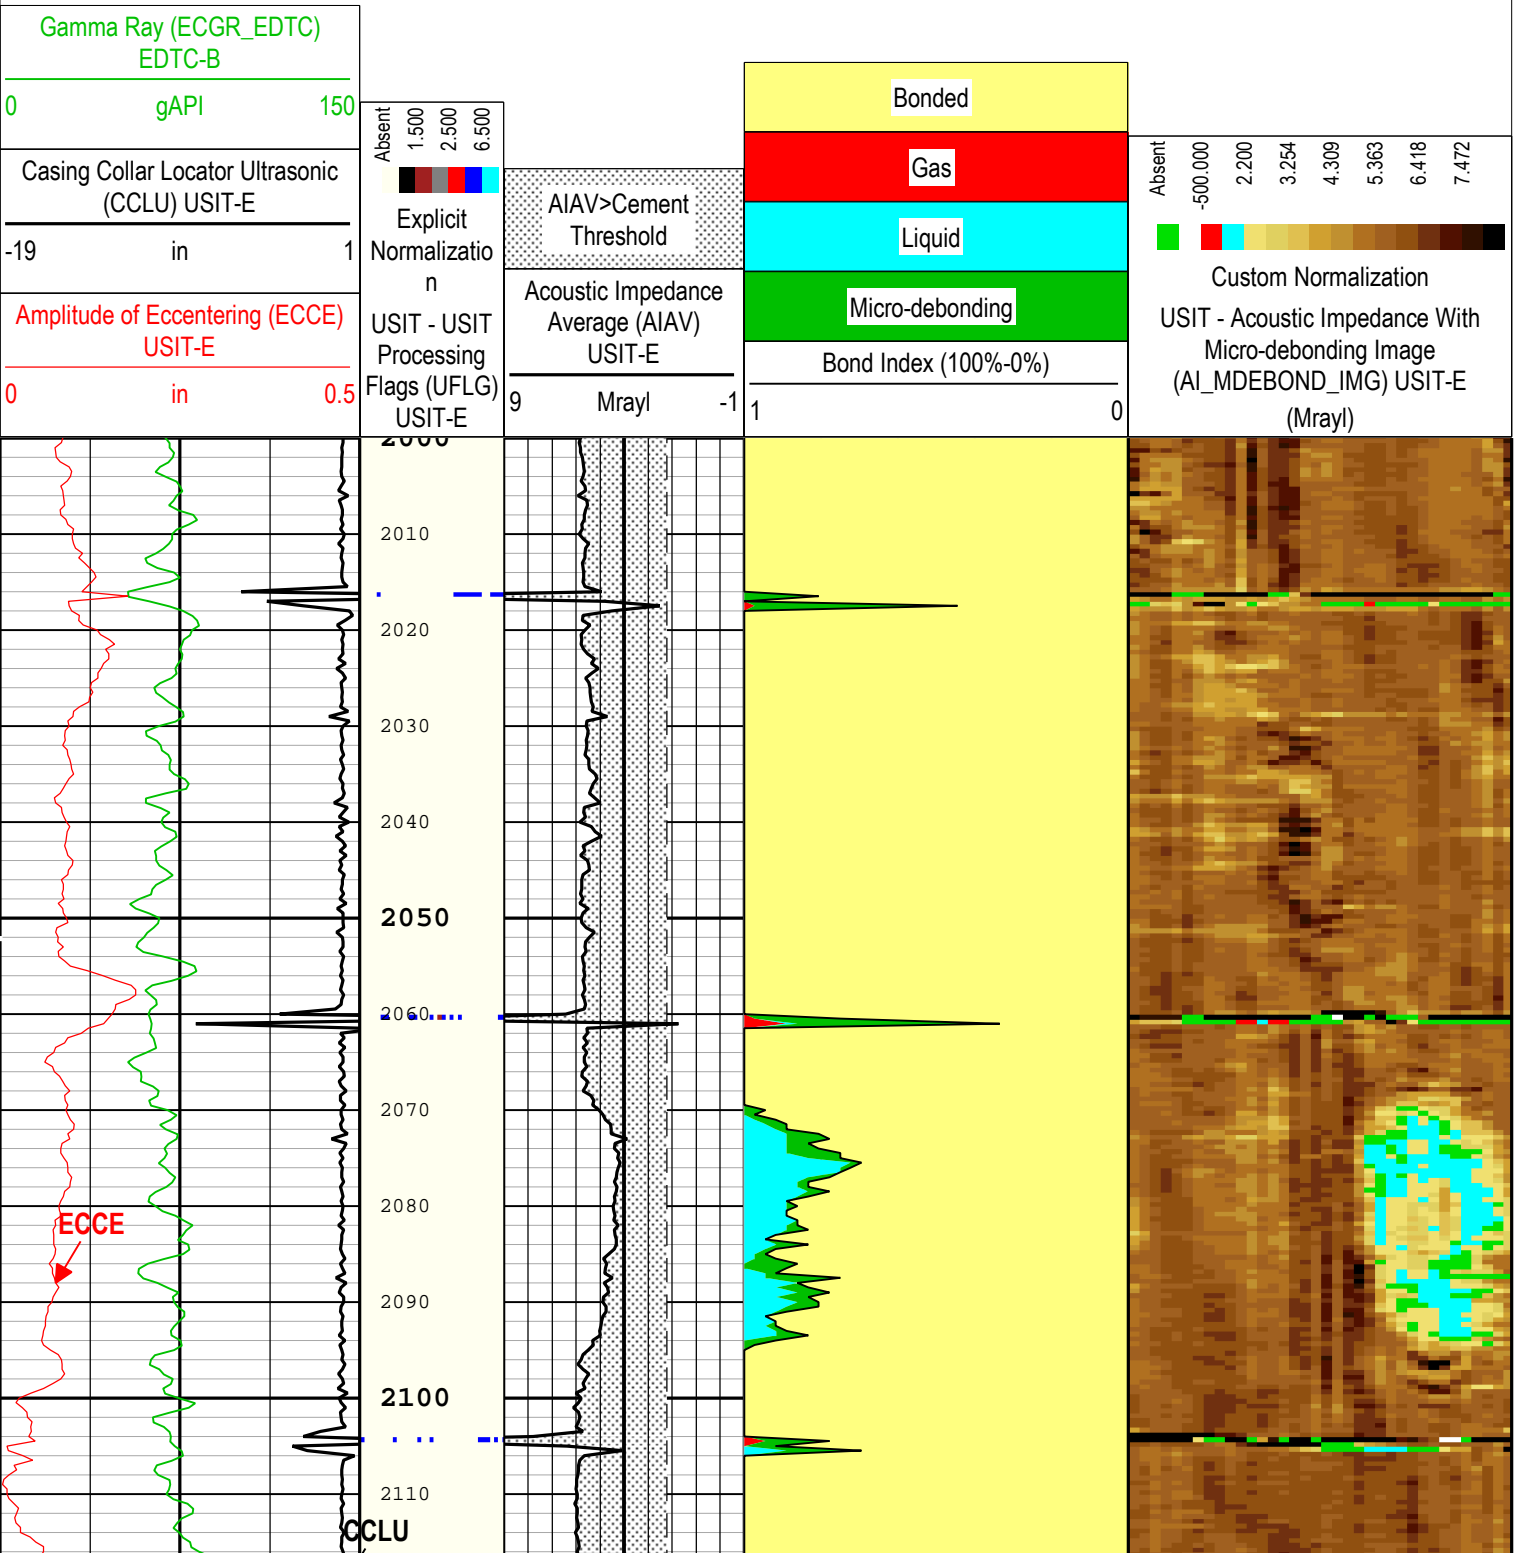 Gamma Ray (ECGR_EDTC)
EDTC-B
0 gAPI 150
Casing Collar Locator Ultrasonic
(CCLU) USIT-E
-19 in 1
Amplitude of Eccentering (ECCE)
USIT-E
0 in 0.5
Absent
1.500
2.500
6.500
Explicit
Normalizatio
n
USIT - USIT
Processing
Flags (UFLG)
USIT-E
AIAV>Cement
Threshold
Acoustic Impedance
Average (AIAV)
USIT-E
9 Mrayl -1
Bonded
Gas
Liquid
Micro-debonding
Bond Index (100%-0%)
1 0
Absent
-500.000
2.200
3.254
4.309
5.363
6.418
7.472
Custom Normalization
USIT - Acoustic Impedance With
Micro-debonding Image
(AI_MDEBOND_IMG) USIT-E
(Mrayl)
2000
2010
2020
2030
2040
2050
2060
2070
2080
ECCE
2090
2100
2110
CCLU